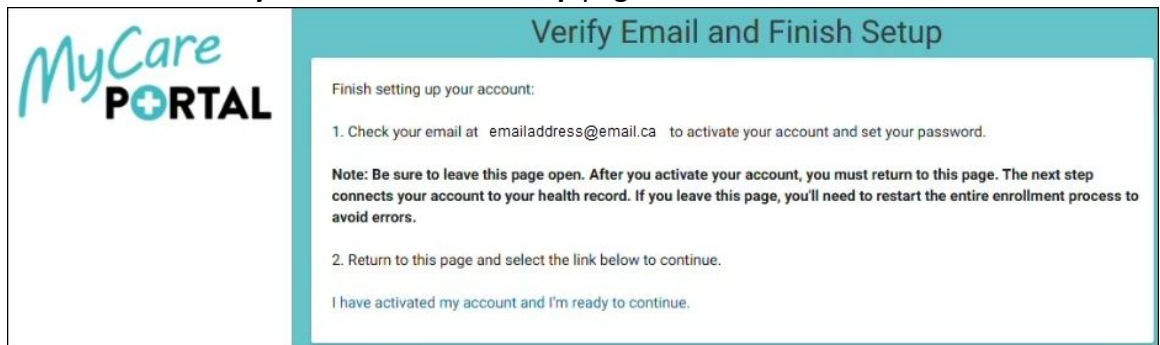 MyCare
PORTAL
Verify Email and Finish Setup
Finish setting up your account:
1. Check your email at emailaddress@email.ca to activate your account and set your password.
Note: Be sure to leave this page open. After you activate your account, you must return to this page. The next step
connects your account to your health record. If you leave this page, you'll need to restart the entire enrollment process to
avoid errors.
2. Return to this page and select the link below to continue.
I have activated my account and I'm ready to continue.